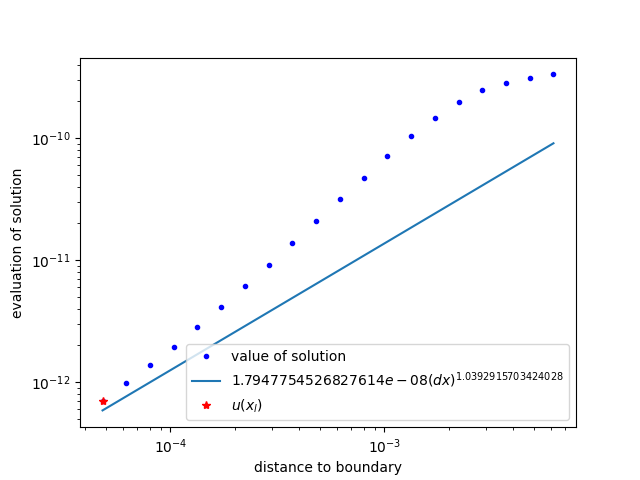 evaluation of solution
10⁻¹⁰
10⁻¹¹
10⁻¹²
value of solution
1.7947754526827614e − 08(dx)^1.0392915703424028
u(x_l)
10⁻⁴
10⁻³
distance to boundary